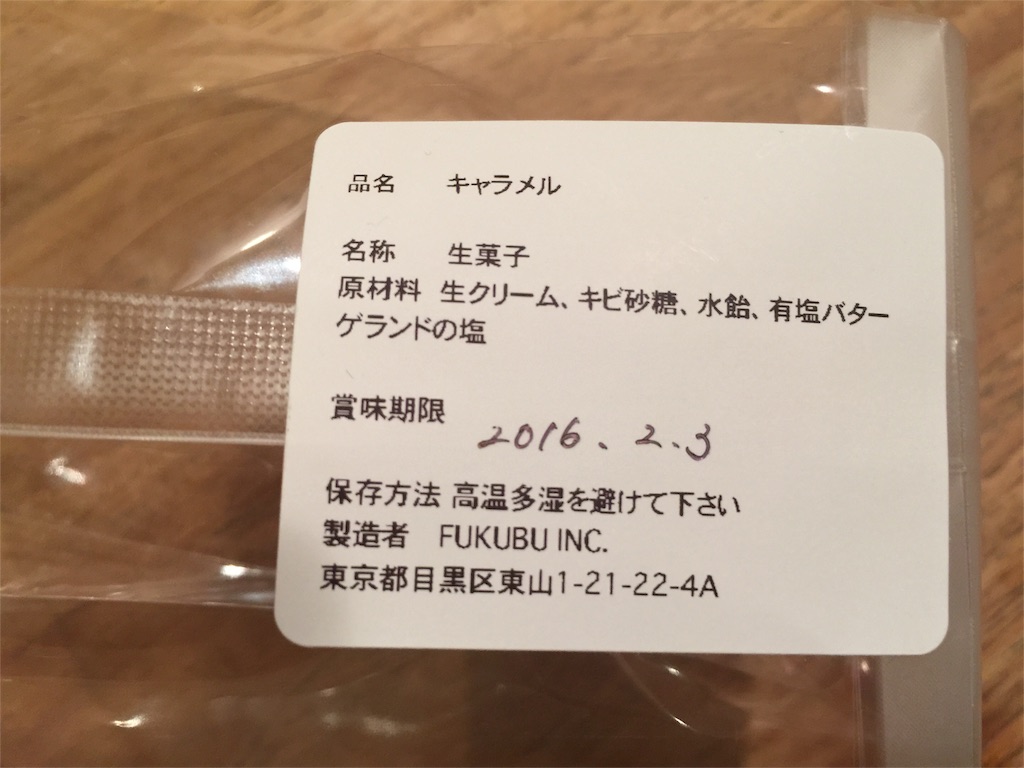 品名 キャラメル
名称 生菓子
原材料 生クリーム、キビ砂糖、水飴、有塩バター
ゲランドの塩
賞味期限 2016.2.3
保存方法 高温多湿を避けて下さい
製造者 FUKUBU INC.
東京都目黒区東山1-21-22-4A